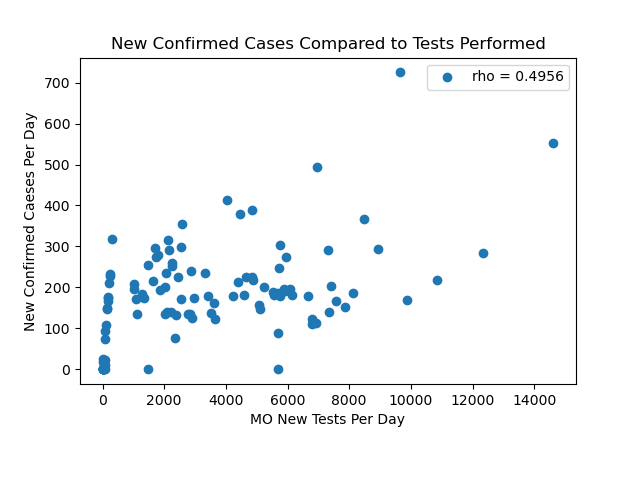 New Confirmed Cases Compared to Tests Performed
rho = 0.4956
New Confirmed Caeses Per Day
700
600
500
400
300
200
100
0
0 2000 4000 6000 8000 10000 12000 14000
MO New Tests Per Day